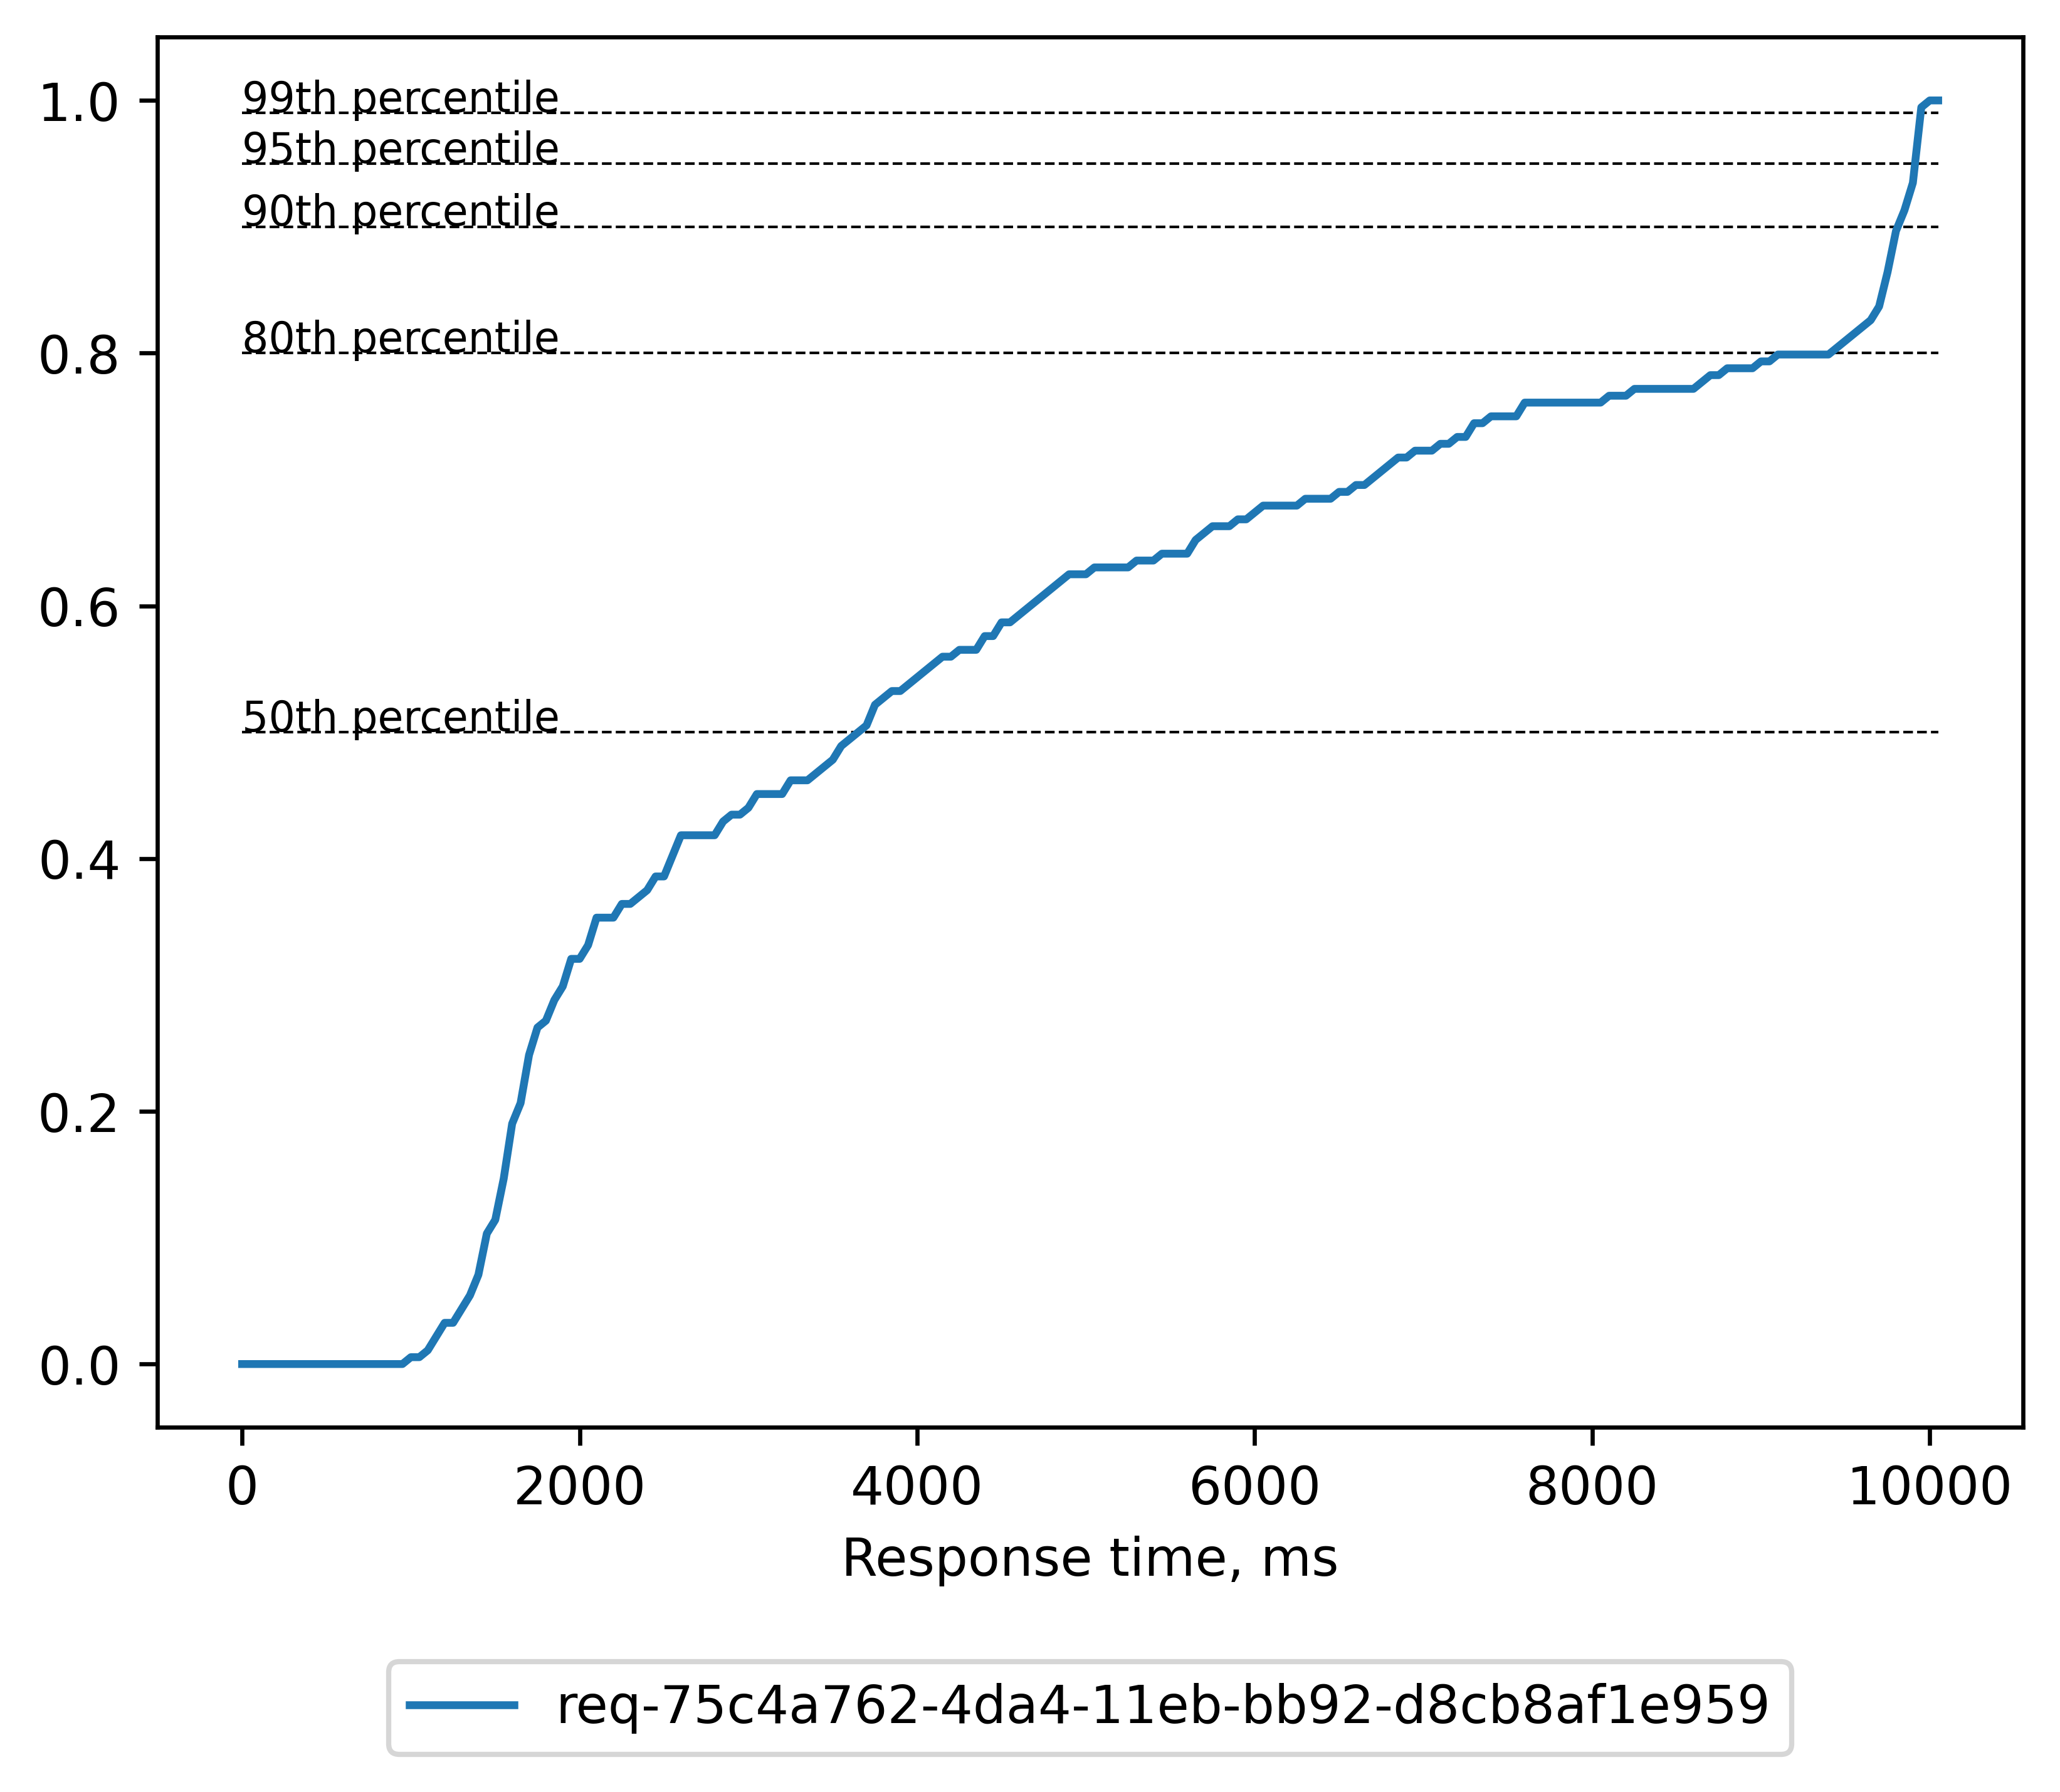 99th percentile
1.0
95th percentile
90th percentile
80th percentile
0.8
0.6
50th percentile
0.4
0.2
0.0
0 2000 4000 6000 8000 10000
Response time, ms
req-75c4a762-4da4-11eb-bb92-d8cb8af1e959